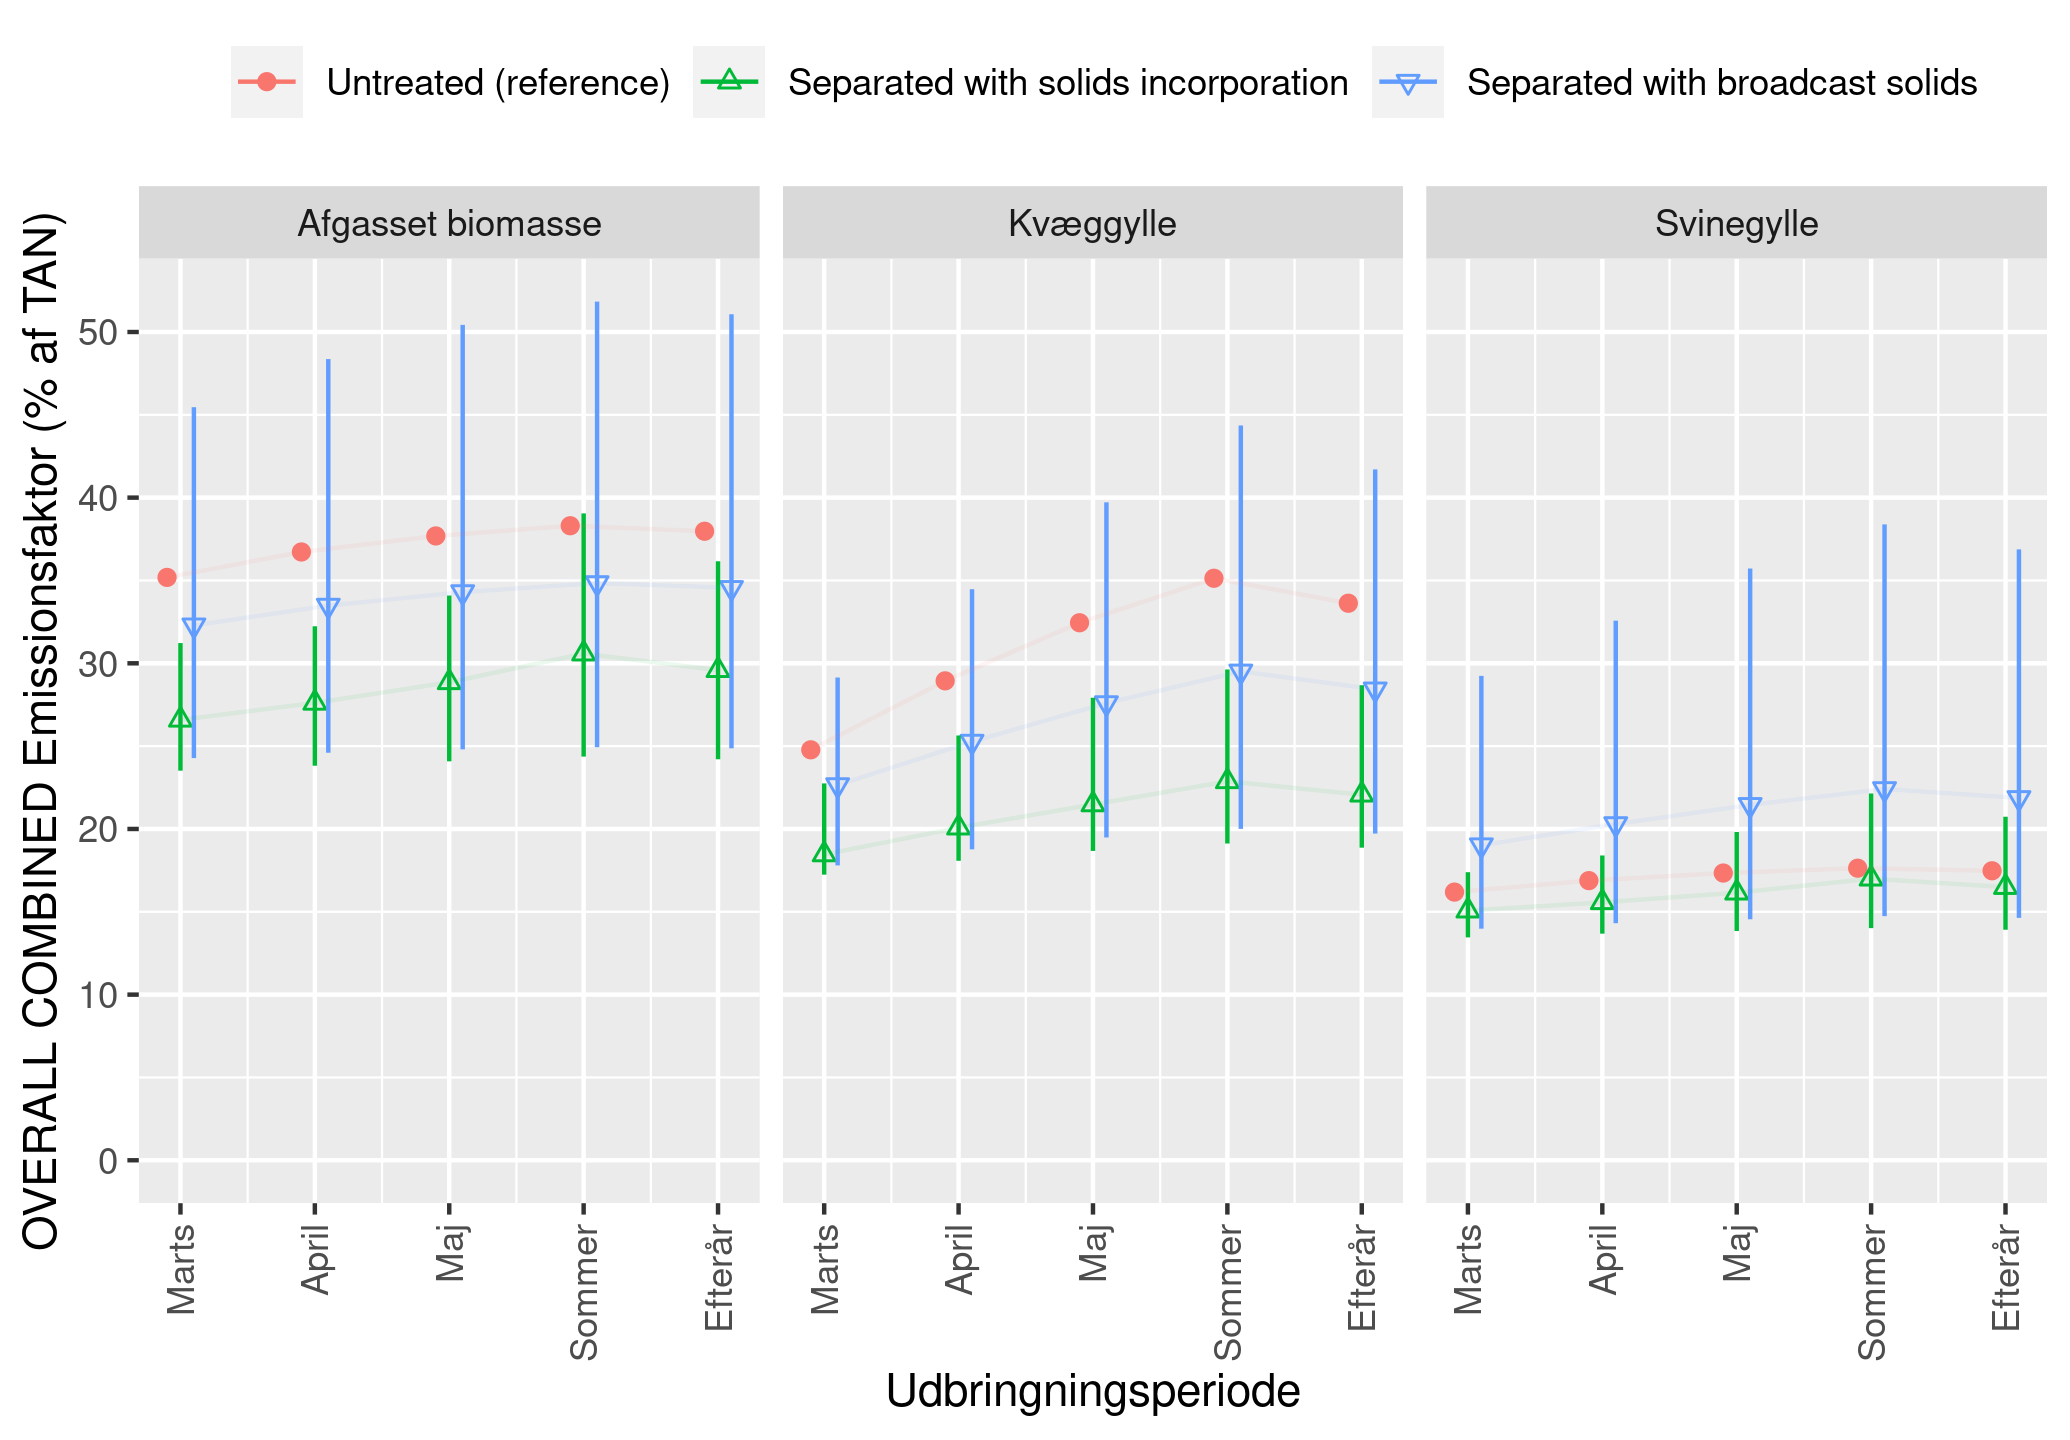 Untreated (reference) Separated with solids incorporation Separated with broadcast solids
Afgasset biomasse Kvæggylle Svinegylle
OVERALL COMBINED Emissionsfaktor (% af TAN)
50
40
30
20
10
0
Marts April Maj Sommer Efterår Marts April Maj Sommer Efterår Marts April Maj Sommer Efterår
Udbringningsperiode